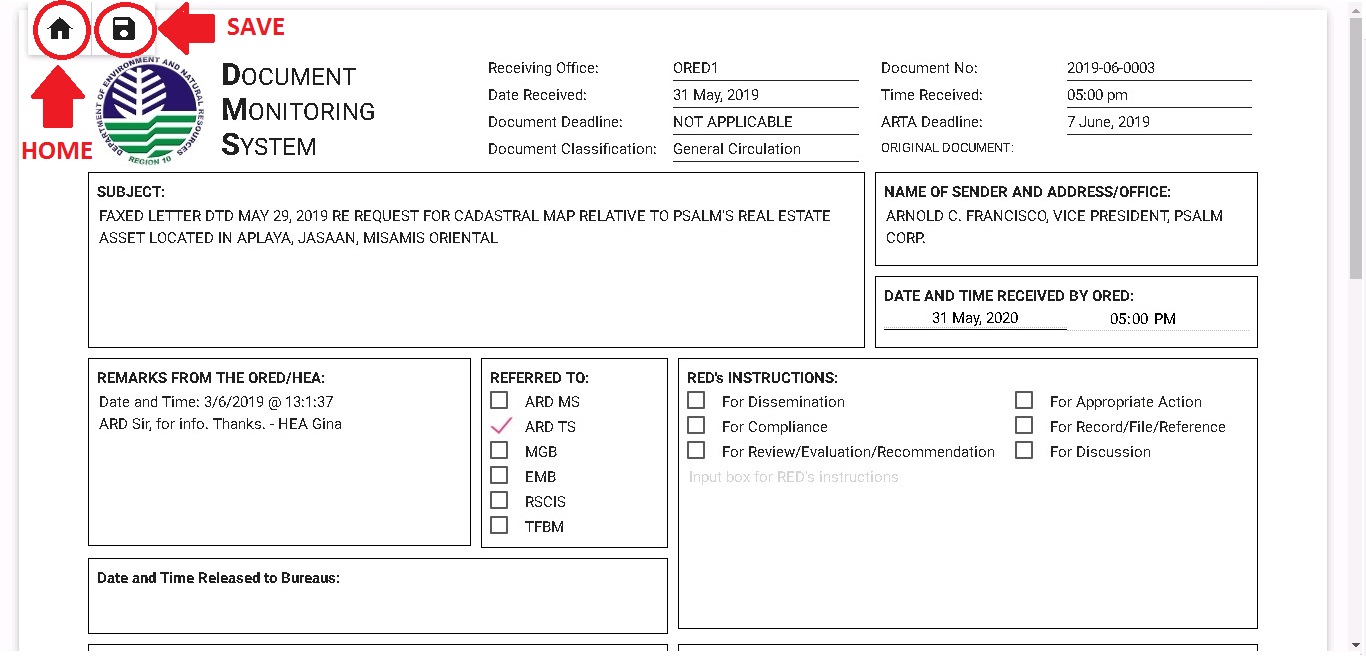 SAVE
HOME
DEPARTMENT OF ENVIRONMENT AND NATURAL RESOURCES
REGION 10
DOCUMENT
MONITORING
SYSTEM
Receiving Office: ORED1
Date Received: 31 May, 2019
Document Deadline: NOT APPLICABLE
Document Classification: General Circulation
Document No: 2019-06-0003
Time Received: 05:00 pm
ARTA Deadline: 7 June, 2019
ORIGINAL DOCUMENT:
SUBJECT:
FAXED LETTER DTD MAY 29, 2019 RE REQUEST FOR CADASTRAL MAP RELATIVE TO PSALM'S REAL ESTATE
ASSET LOCATED IN APLAYA, JASAAN, MISAMIS ORIENTAL
NAME OF SENDER AND ADDRESS/OFFICE:
ARNOLD C. FRANCISCO, VICE PRESIDENT, PSALM
CORP.
DATE AND TIME RECEIVED BY ORED:
31 May, 2020 05:00 PM
REMARKS FROM THE ORED/HEA:
Date and Time: 3/6/2019 @ 13:1:37
ARD Sir, for info. Thanks. - HEA Gina
REFERRED TO:
ARD MS
ARD TS
MGB
EMB
RSCIS
TFBM
RED's INSTRUCTIONS:
For Dissemination
For Compliance
For Review/Evaluation/Recommendation
For Appropriate Action
For Record/File/Reference
For Discussion
Input box for RED's instructions
Date and Time Released to Bureaus: